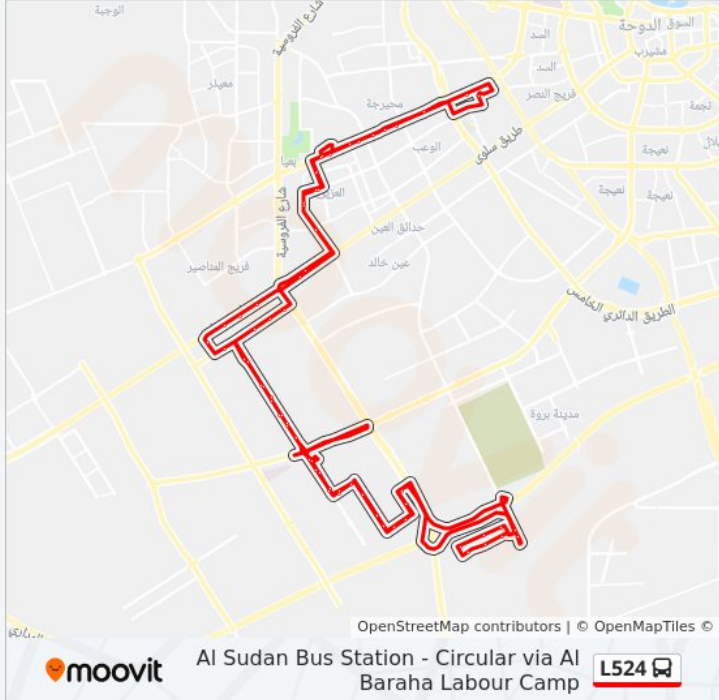 الوجبة
شارع الفروسية
السوق الدوحة
السد
مشيرب
السد
معيذر
فريج النصر
محيرجة
نجمة
طريق سلوى
الوعب
نعيجة
بعيا
شارع الفروسية
نعيجة
نعيجة
حدائق العين
فريج المناصير
عين خالد
الطريق الدائري الخامس
مدينة بروة
moovit
OpenStreetMap contributors | © OpenMapTiles ©
moovit
Al Sudan Bus Station - Circular via Al
Baraha Labour Camp
L524